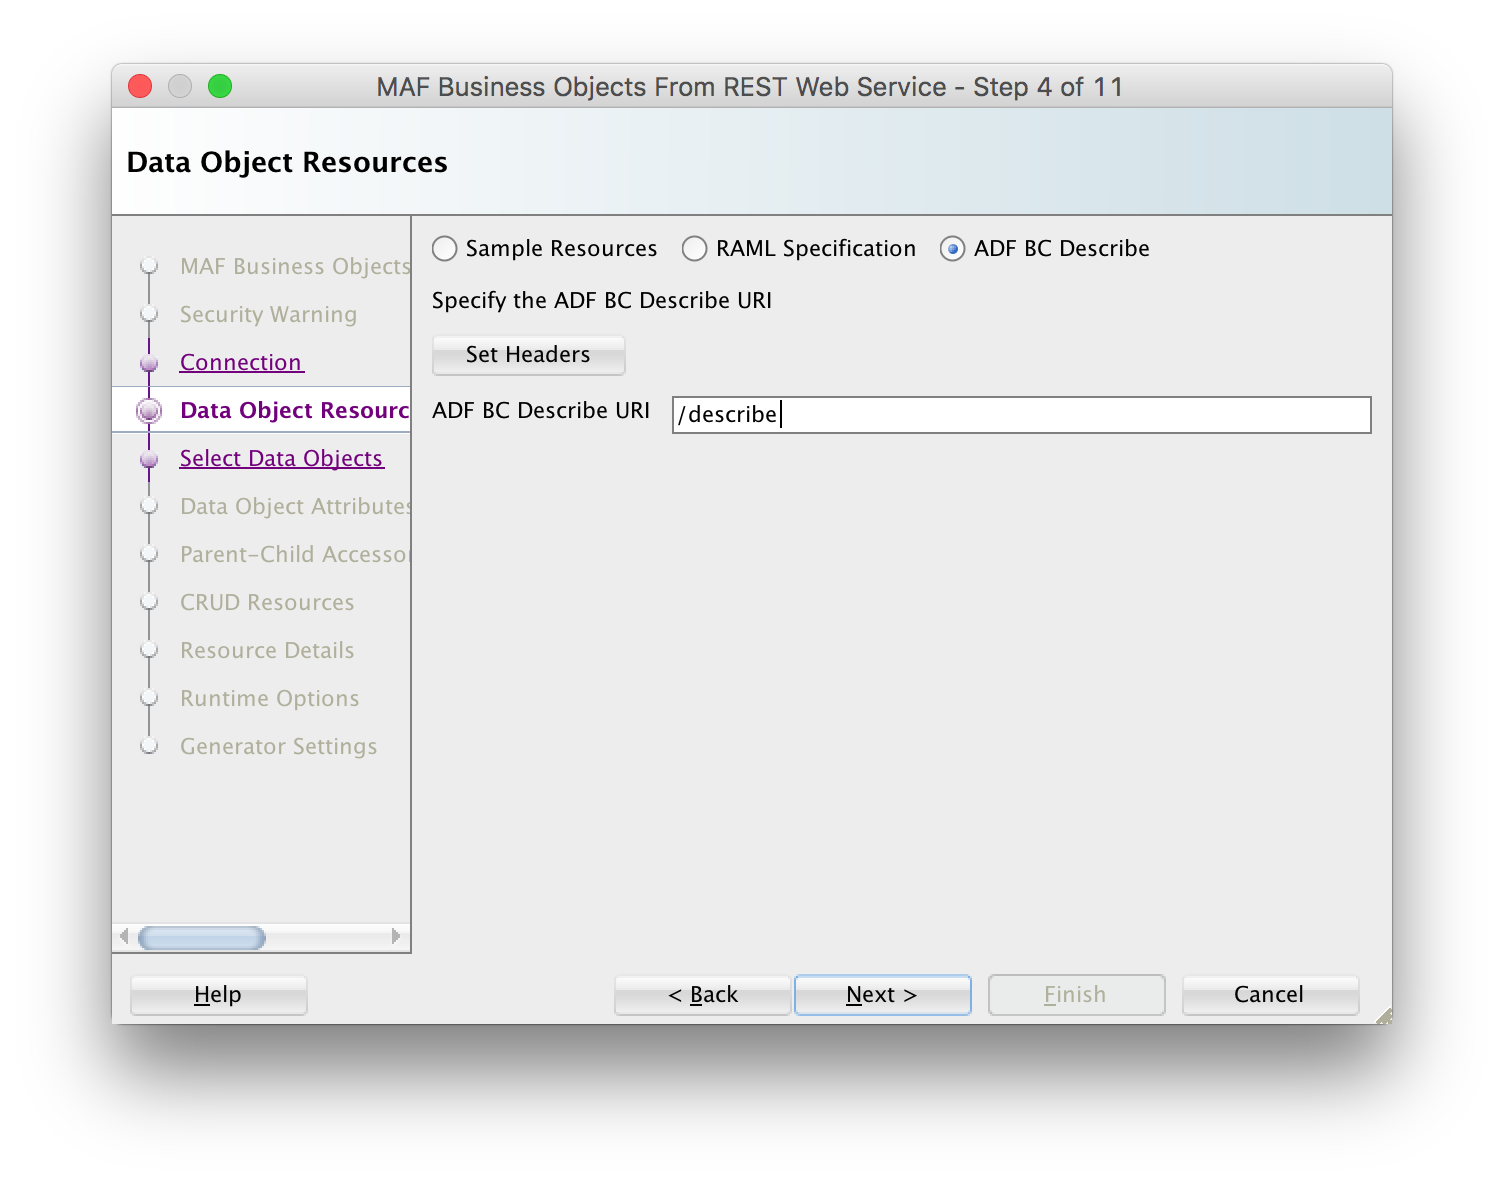 MAF Business Objects From REST Web Service - Step 4 of 11
Data Object Resources
MAF Business Objects
Security Warning
Connection
Data Object Resourc
Select Data Objects
Data Object Attributes
Parent-Child Accessor
CRUD Resources
Resource Details
Runtime Options
Generator Settings
Sample Resources RAML Specification ADF BC Describe
Specify the ADF BC Describe URI
Set Headers
ADF BC Describe URI /describe
Help < Back Next > Finish Cancel